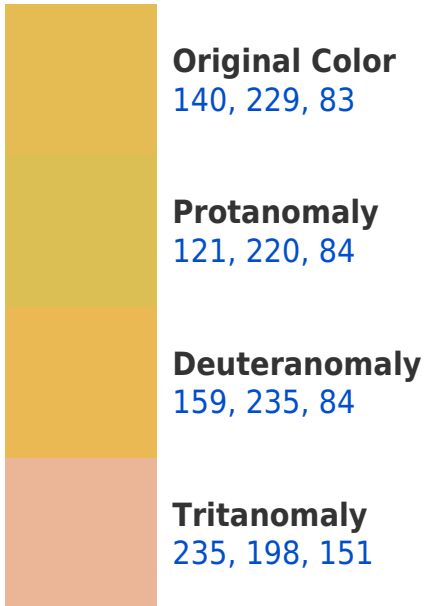 Original Color
140, 229, 83
Protanomaly
121, 220, 84
Deuteranomaly
159, 235, 84
Tritanomaly
235, 198, 151